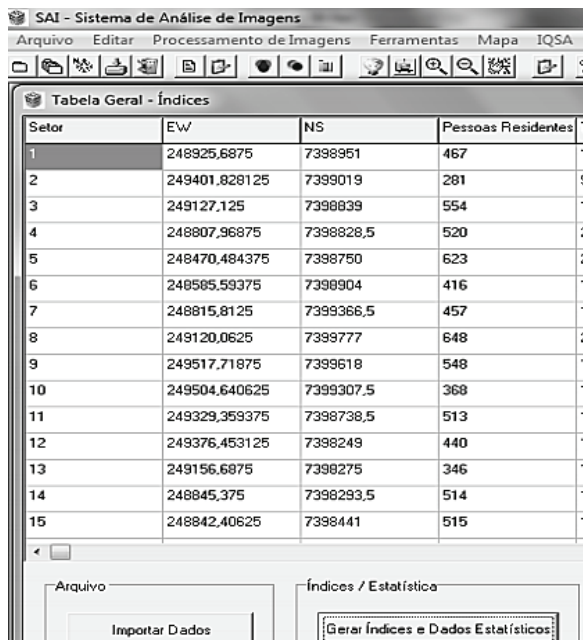 SAI - Sistema de Análise de Imagens
Arquivo Editar Processamento de Imagens Ferramentas Mapa IQSA
Tabela Geral - Índices
Setor EW NS Pessoas Residentes
1 248925,6875 7398951 467
2 249401,828125 7399019 281
3 249127,125 7398839 554
4 248807,96875 7398828,5 520
5 248470,484375 7398750 623
6 248585,59375 7398904 416
7 248815,8125 7399366,5 457
8 249120,0625 7399777 648
9 249517,71875 7399618 548
10 249504,640625 7399307,5 368
11 249329,359375 7398738,5 513
12 249376,453125 7398249 440
13 249156,6875 7398275 346
14 248845,375 7398293,5 514
15 248842,40625 7398441 515
Arquivo Índices / Estatística
Importar Dados Gerar Índices e Dados Estatísticos